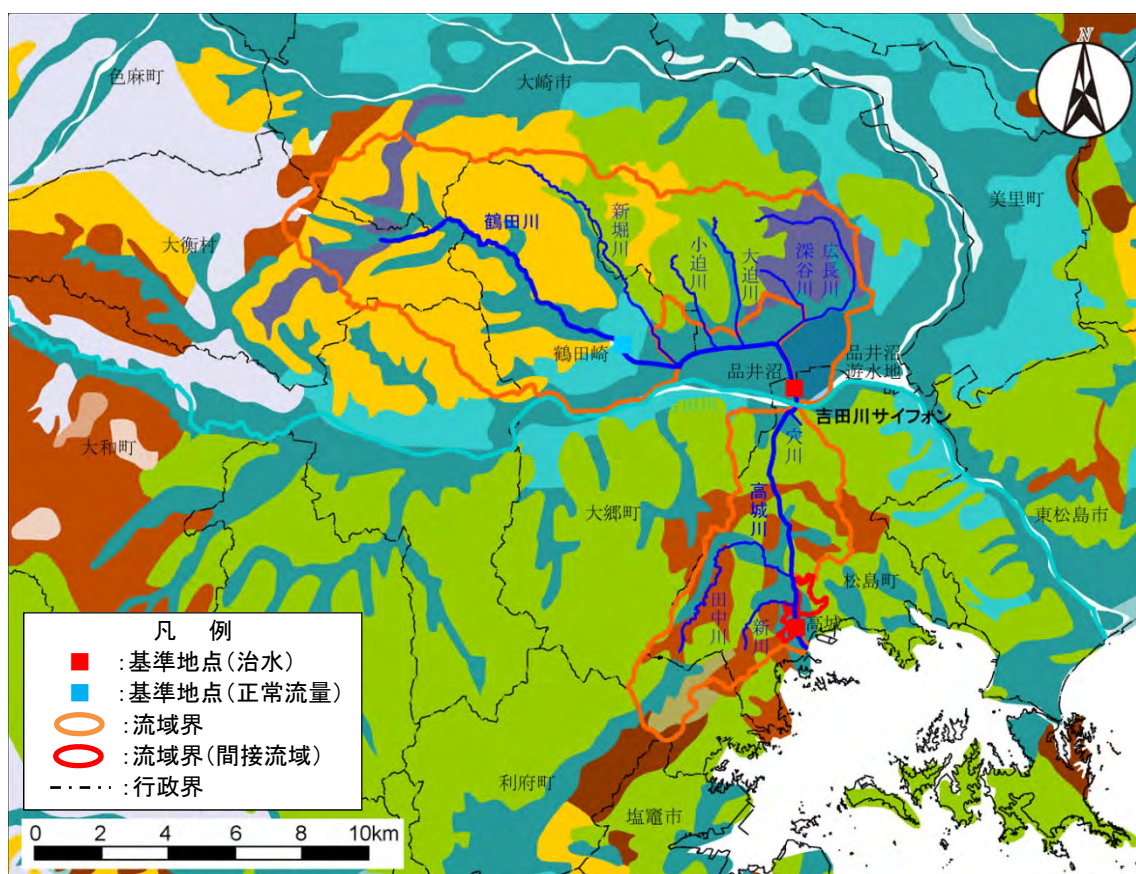 N
色麻町
大崎市
美里町
大衡村
鶴田川
新堀川
小迫川
大迫川
深谷川
広長川
鶴田崎
品井沼
品井沼
遊水地
吉田川
吉田川サイフォン
穴川
大和町
大郷町
高城川
東松島市
松島町
田中川
新川
高城
利府町
塩竈市
凡 例
:基準地点(治水)
:基準地点(正常流量)
:流域界
:流域界(間接流域)
:行政界
0 2 4 6 8 10km